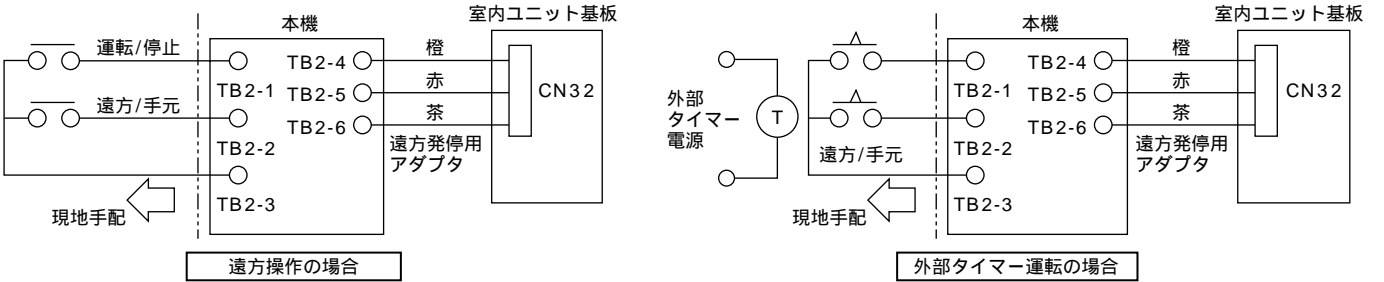 本機
室内ユニット基板
運転/停止
TB2-4
橙
TB2-1
TB2-5
赤
CN32
遠方/手元
TB2-6
茶
TB2-2
遠方発停用
アダプタ
TB2-3
現地手配
遠方操作の場合
本機
室内ユニット基板
TB2-4
橙
外部
タイマー
電源
T
TB2-1
TB2-5
赤
CN32
TB2-6
茶
遠方/手元
TB2-2
遠方発停用
アダプタ
TB2-3
現地手配
外部タイマー運転の場合